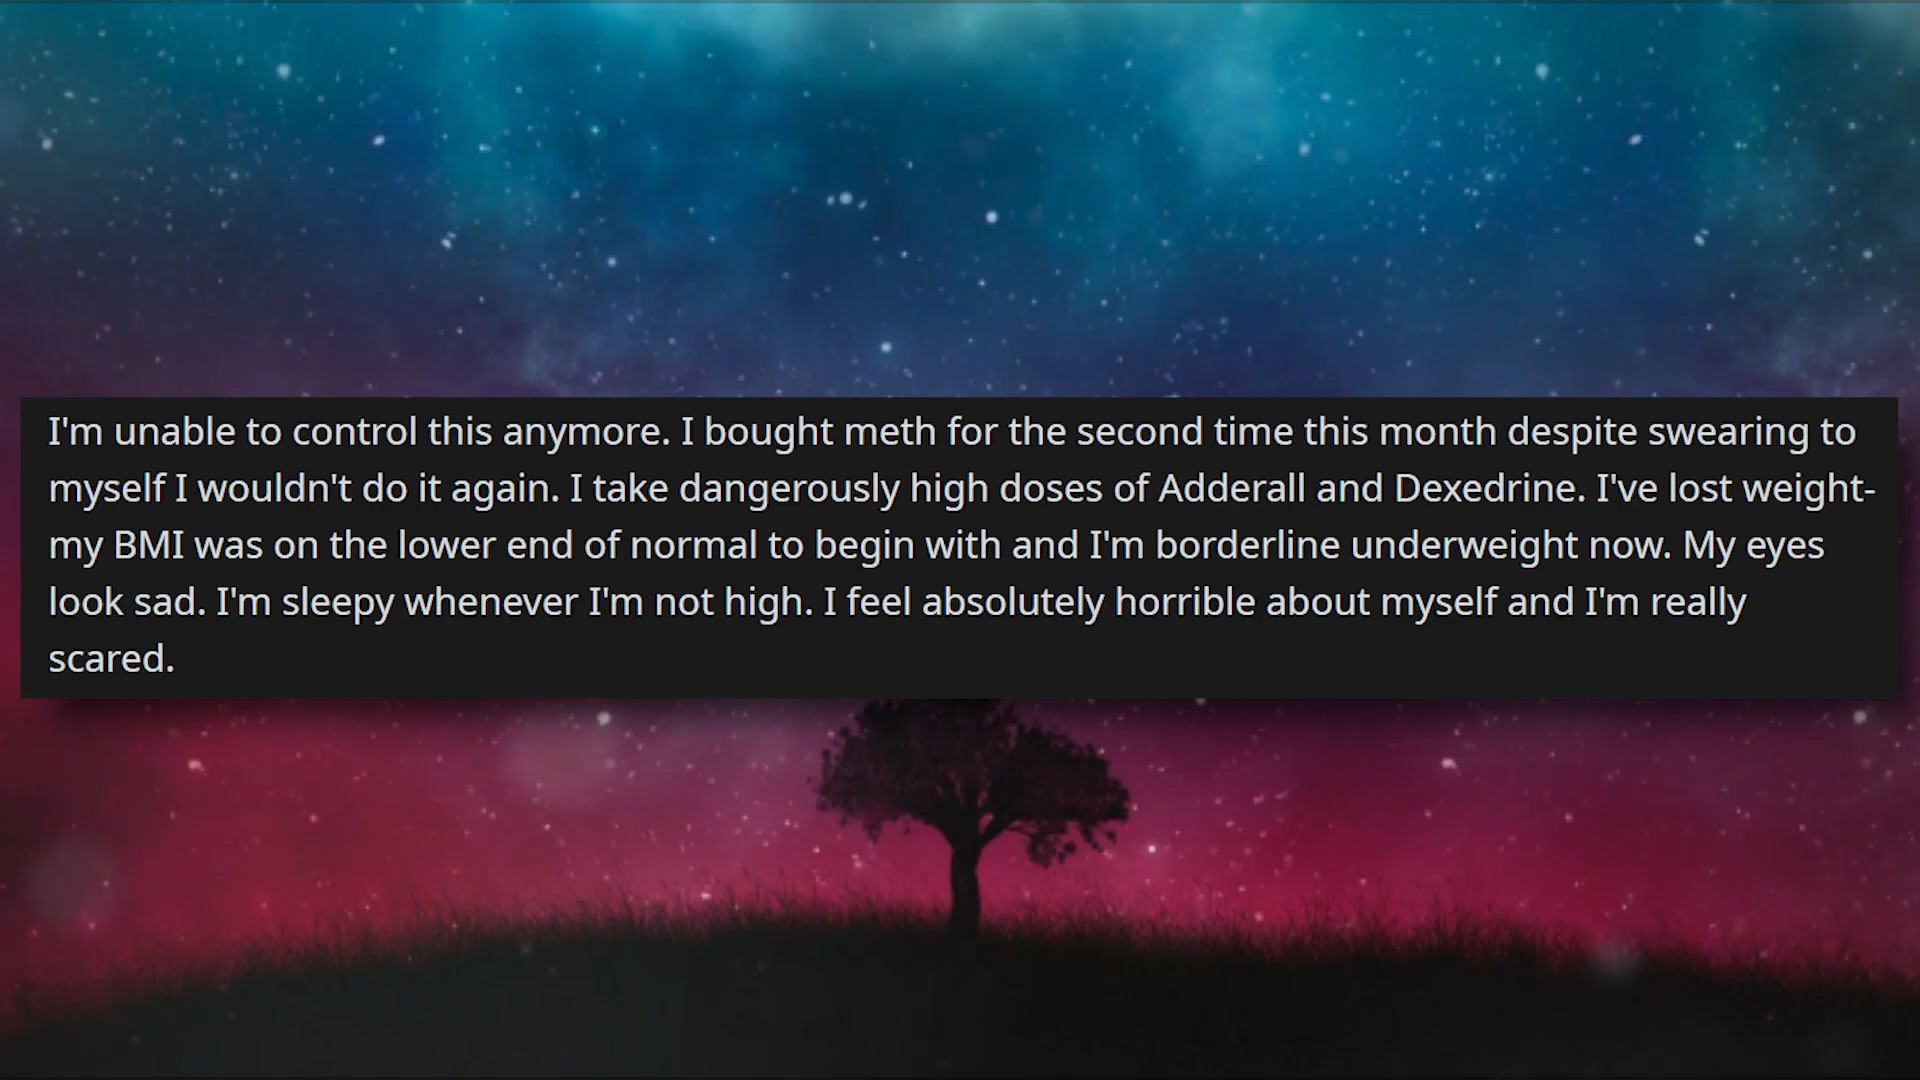 I'm unable to control this anymore. I bought meth for the second time this month despite swearing to
myself I wouldn't do it again. I take dangerously high doses of Adderall and Dexedrine. I've lost weight-
my BMI was on the lower end of normal to begin with and I'm borderline underweight now. My eyes
look sad. I'm sleepy whenever I'm not high. I feel absolutely horrible about myself and I'm really
scared.